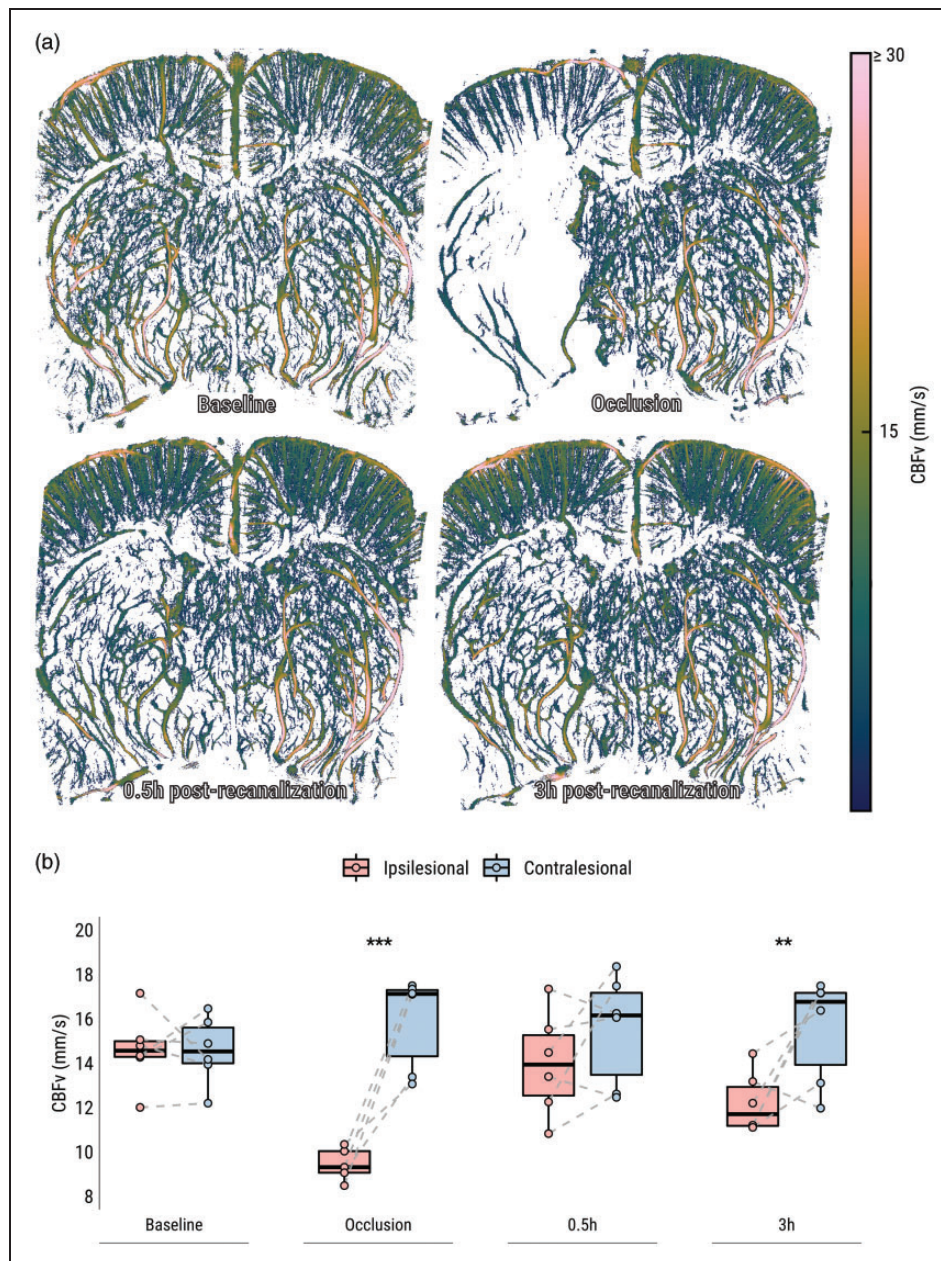 (a)
≥ 30
15
CBFv (mm/s)
Baseline
Occlusion
0.5h post-recanalization
3h post-recanalization
(b)
Ipsilesional
Contralesional
***
**
CBFv (mm/s)
20
18
16
14
12
10
8
Baseline
Occlusion
0.5h
3h